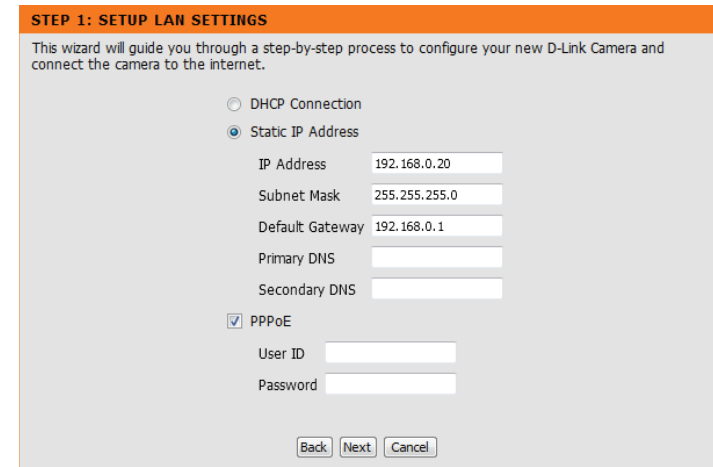 STEP 1: SETUP LAN SETTINGS
This wizard will guide you through a step-by-step process to configure your new D-Link Camera and
connect the camera to the internet.
DHCP Connection
Static IP Address
IP Address 192.168.0.20
Subnet Mask 255.255.255.0
Default Gateway 192.168.0.1
Primary DNS
Secondary DNS
PPPoE
User ID
Password
Back Next Cancel